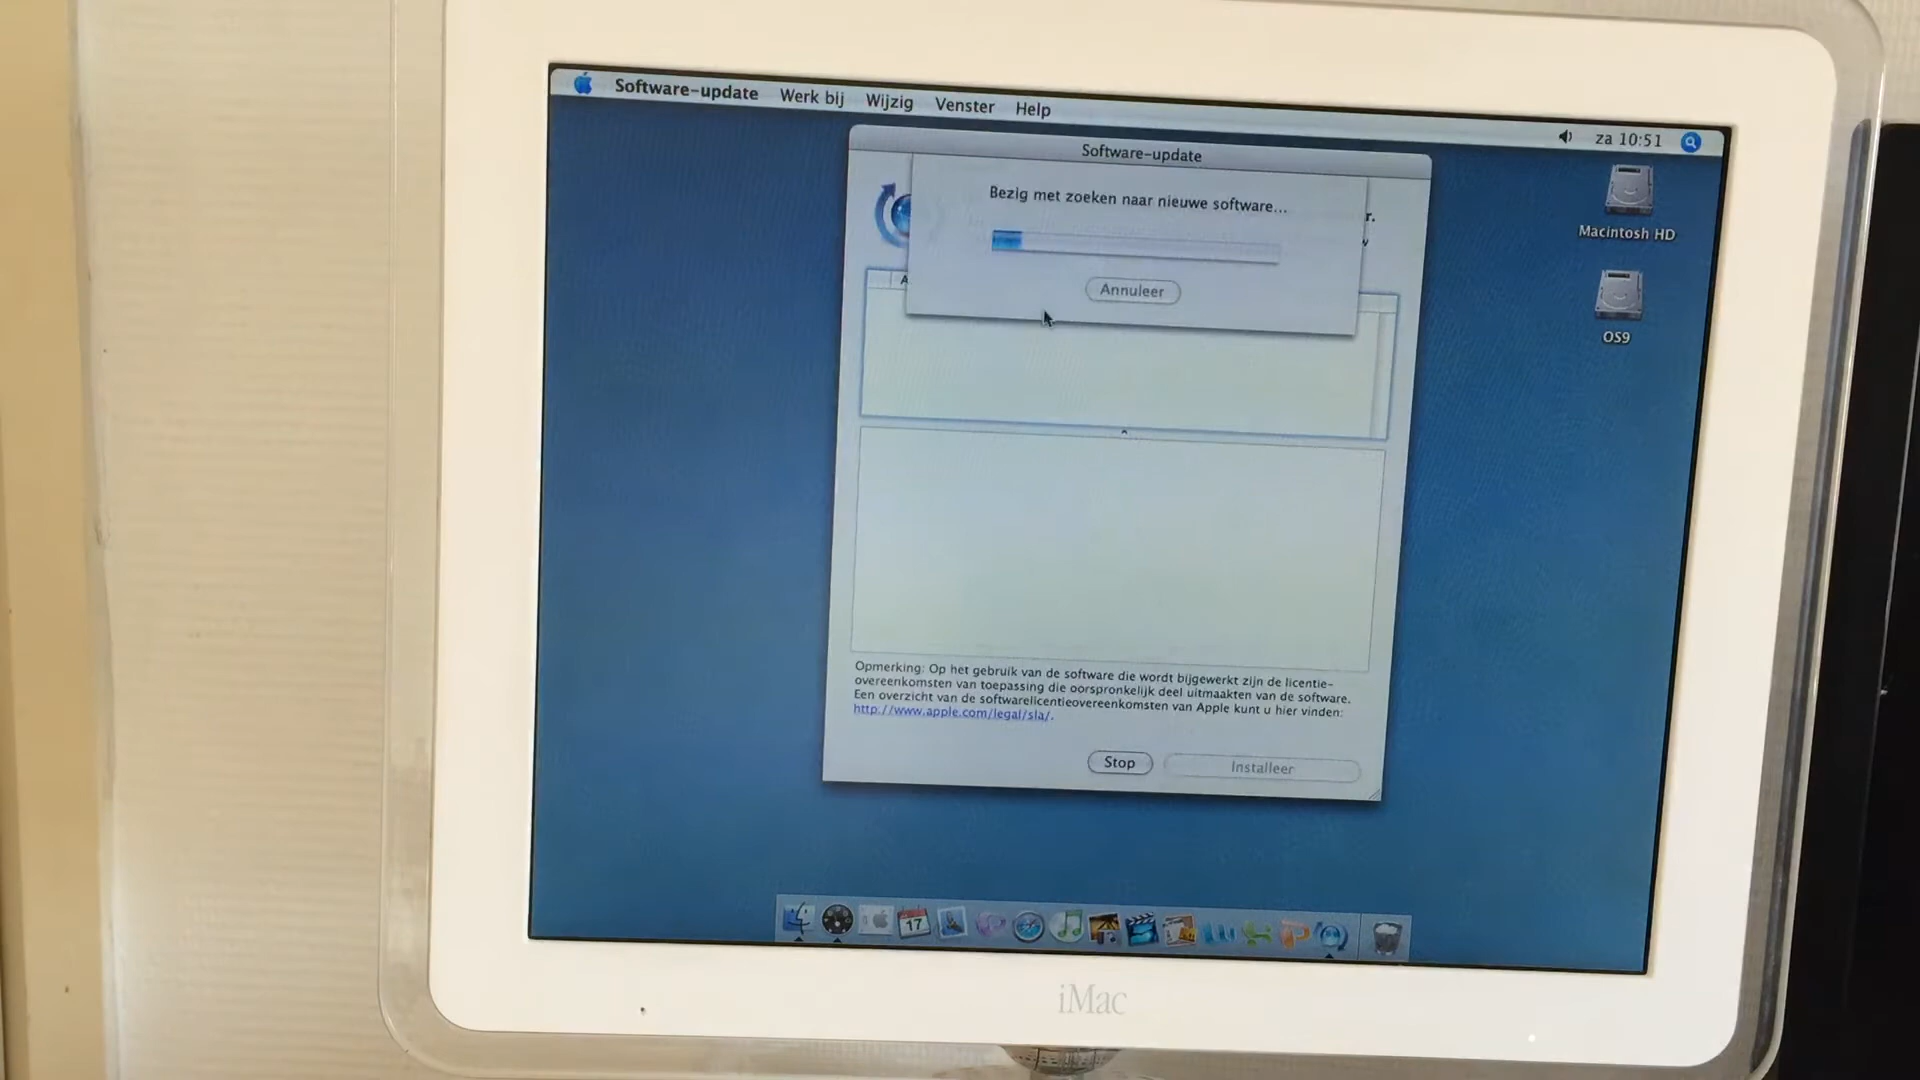 Software-update Werk bij Wijzig Venster Help
za 10:51
Software-update
Bezig met zoeken naar nieuwe software...
r.
Annuleer
Macintosh HD
OS9
Opmerking: Op het gebruik van de software die wordt bijgewerkt zijn de licentie-
overeenkomsten van toepassing die oorspronkelijk deel uitmaakten van de software.
Een overzicht van de softwarelicentieovereenkomsten van Apple kunt u hier vinden:
http://www.apple.com/legal/sla/.
Stop
Installeer
17
iMac